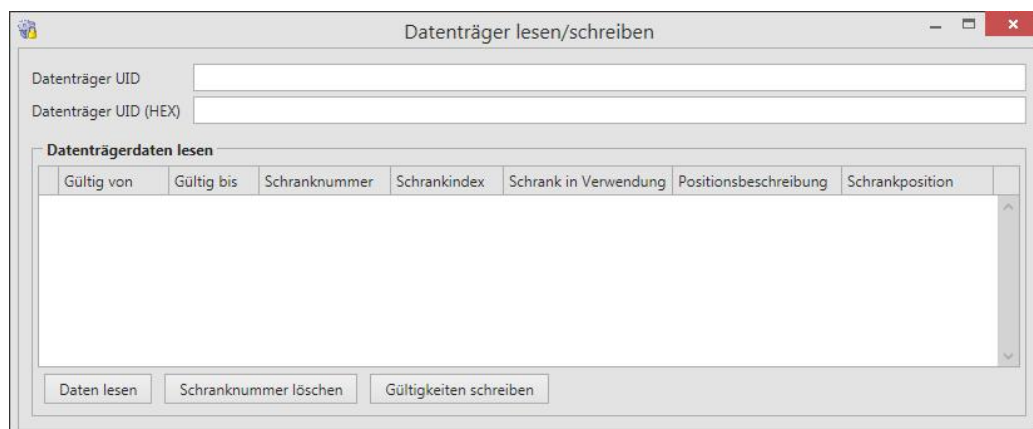 Datenträger lesen/schreiben
Datenträger UID
Datenträger UID (HEX)
Datenträgerdaten lesen
Gültig von Gültig bis Schranknummer Schrankindex Schrank in Verwendung Positionsbeschreibung Schrankposition
Daten lesen Schranknummer löschen Gültigkeiten schreiben